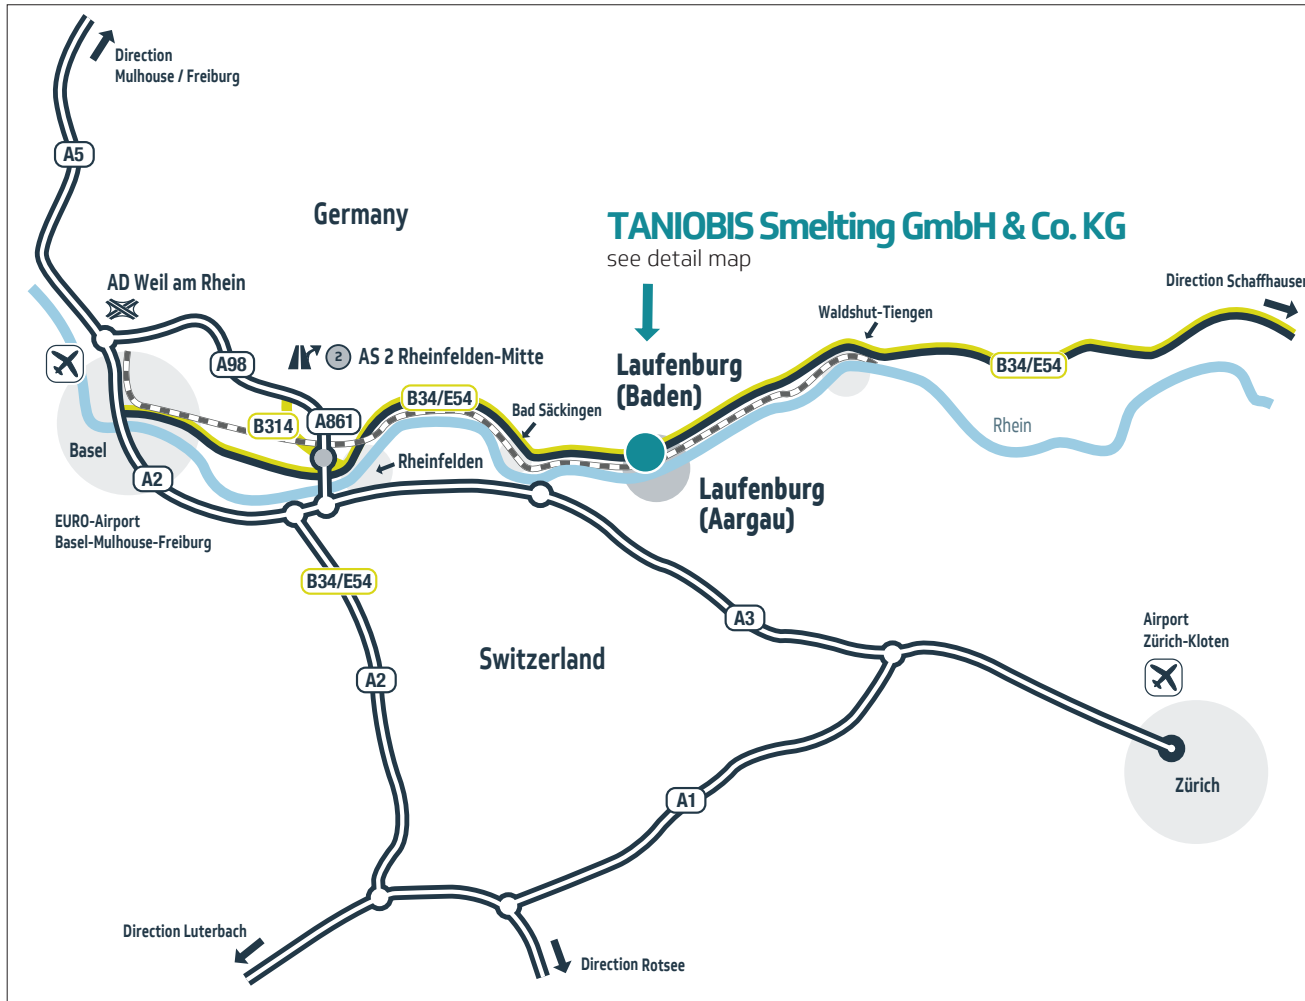 Direction
Mulhouse / Freiburg
A5
Germany
TANIOBIS Smelting GmbH & Co. KG
see detail map
Direction Schaffhausen
AD Weil am Rhein
Waldshut-Tiengen
2
AS 2 Rheinfelden-Mitte
A98
Laufenburg
(Baden)
B34/E54
B34/E54
Bad Säckingen
B314
A861
Rhein
Basel
Rheinfelden
A2
Laufenburg
(Aargau)
EURO-Airport
Basel-Mulhouse-Freiburg
B34/E54
A3
Airport
Zürich-Kloten
Switzerland
A2
Zürich
A1
Direction Luterbach
Direction Rotsee